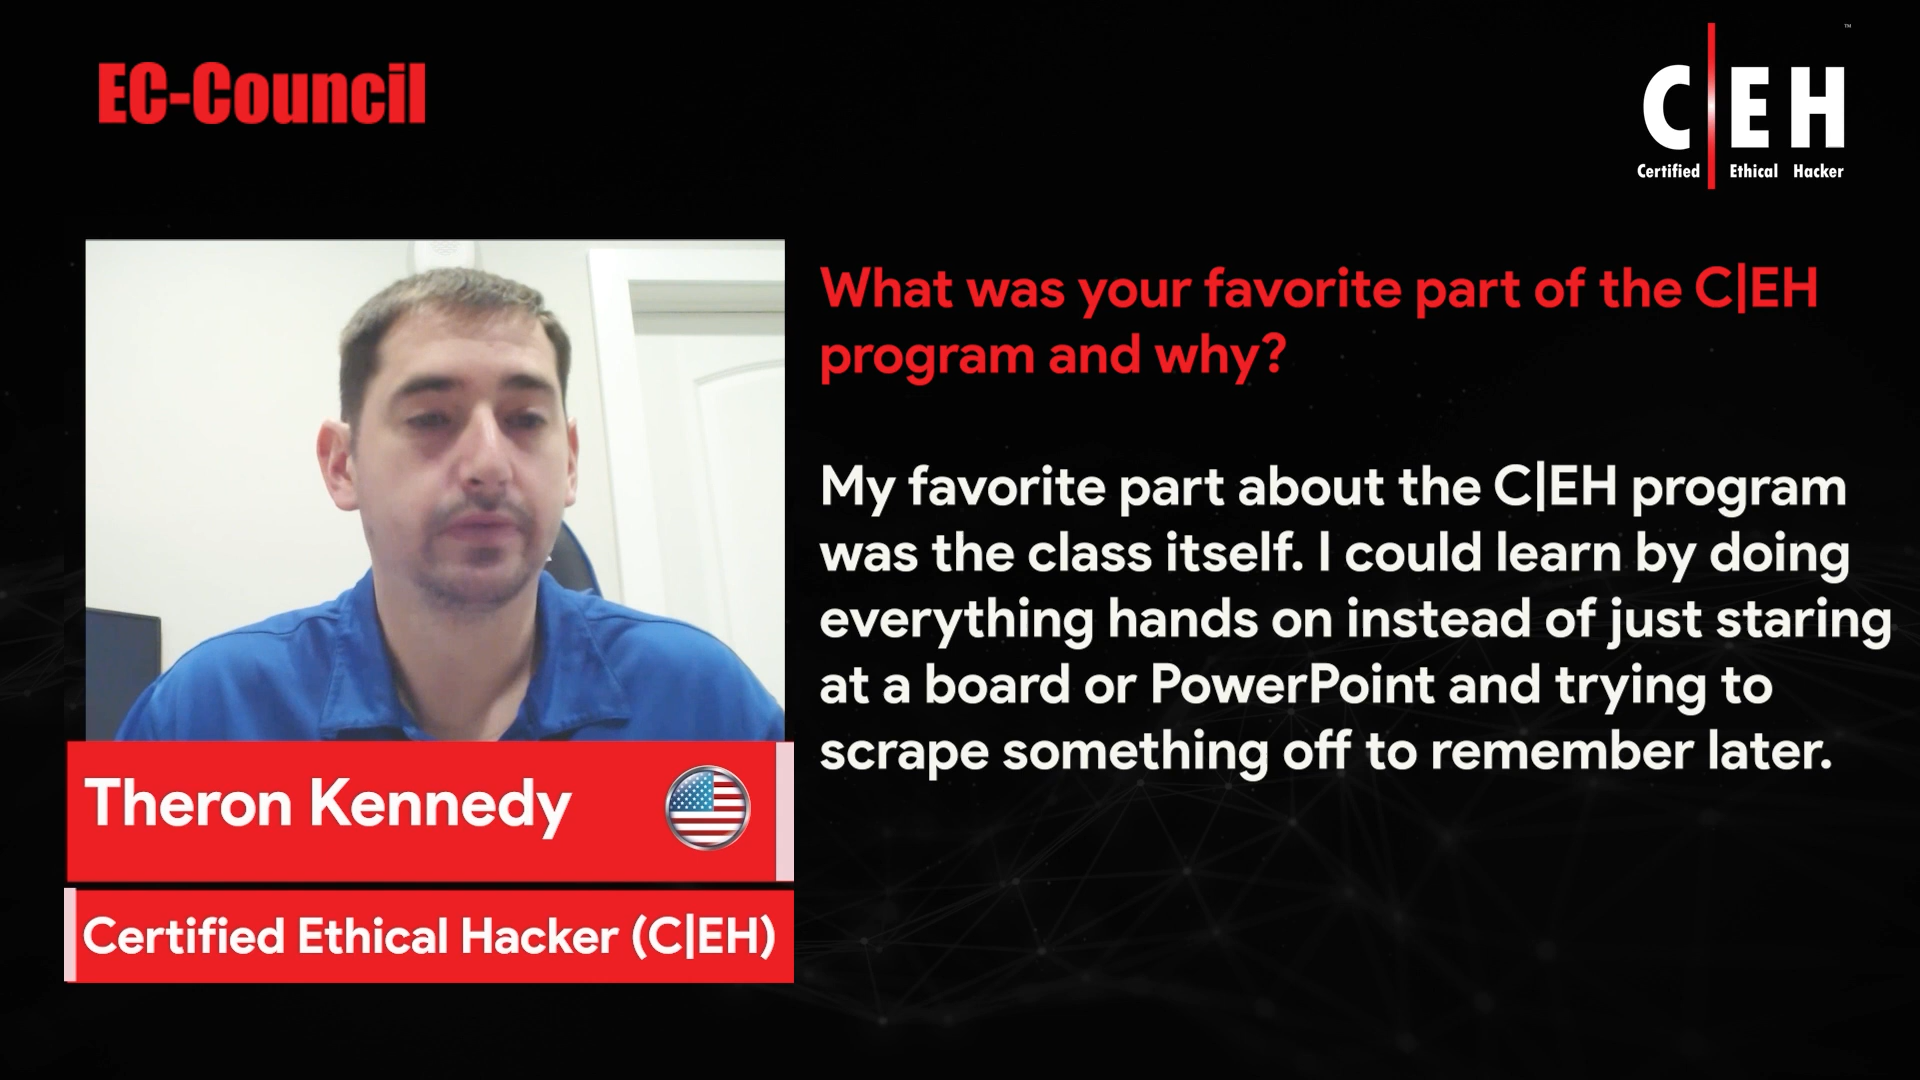 EC-Council
C|EH
™
Certified Ethical Hacker
What was your favorite part of the C|EH
program and why?
My favorite part about the C|EH program
was the class itself. I could learn by doing
everything hands on instead of just staring
at a board or PowerPoint and trying to
scrape something off to remember later.
Theron Kennedy
Certified Ethical Hacker (C|EH)